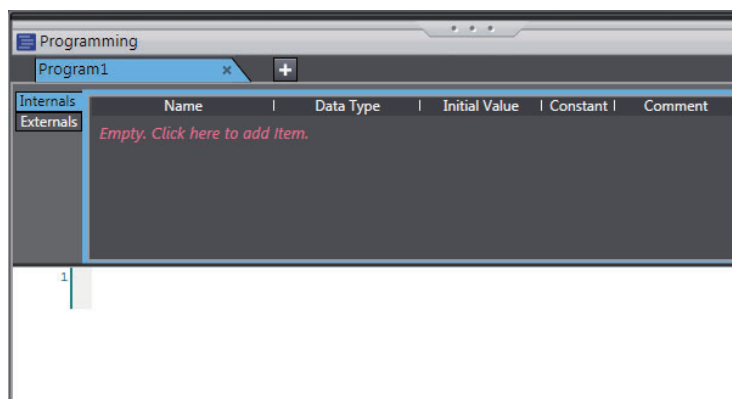 Programming
Program1
Internals Name Data Type Initial Value Constant Comment
Externals
Empty. Click here to add Item.
1